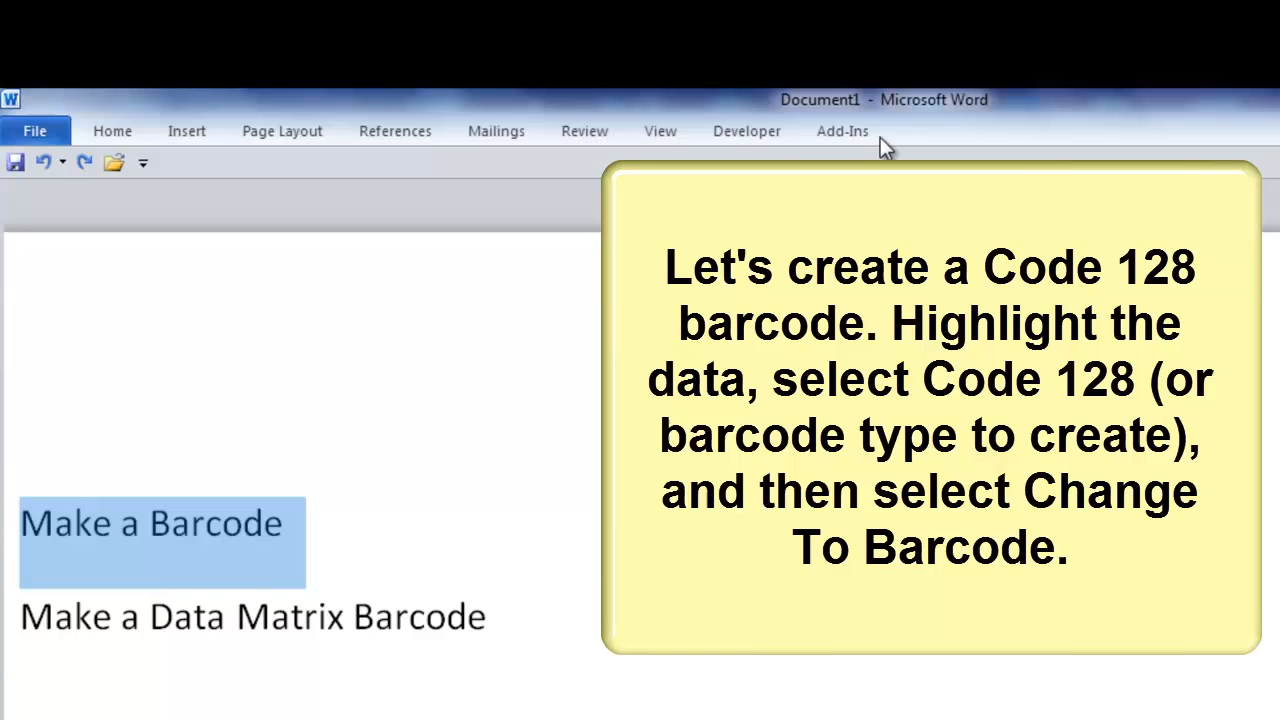 W
Document1 - Microsoft Word
File Home Insert Page Layout References Mailings Review View Developer Add-Ins
Let's create a Code 128
barcode. Highlight the
data, select Code 128 (or
barcode type to create),
and then select Change
To Barcode.
Make a Barcode
Make a Data Matrix Barcode